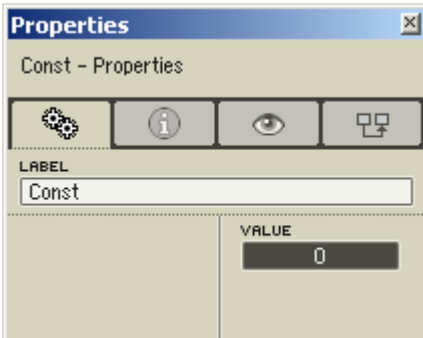 Properties
Const - Properties
LABEL
Const
VALUE
0